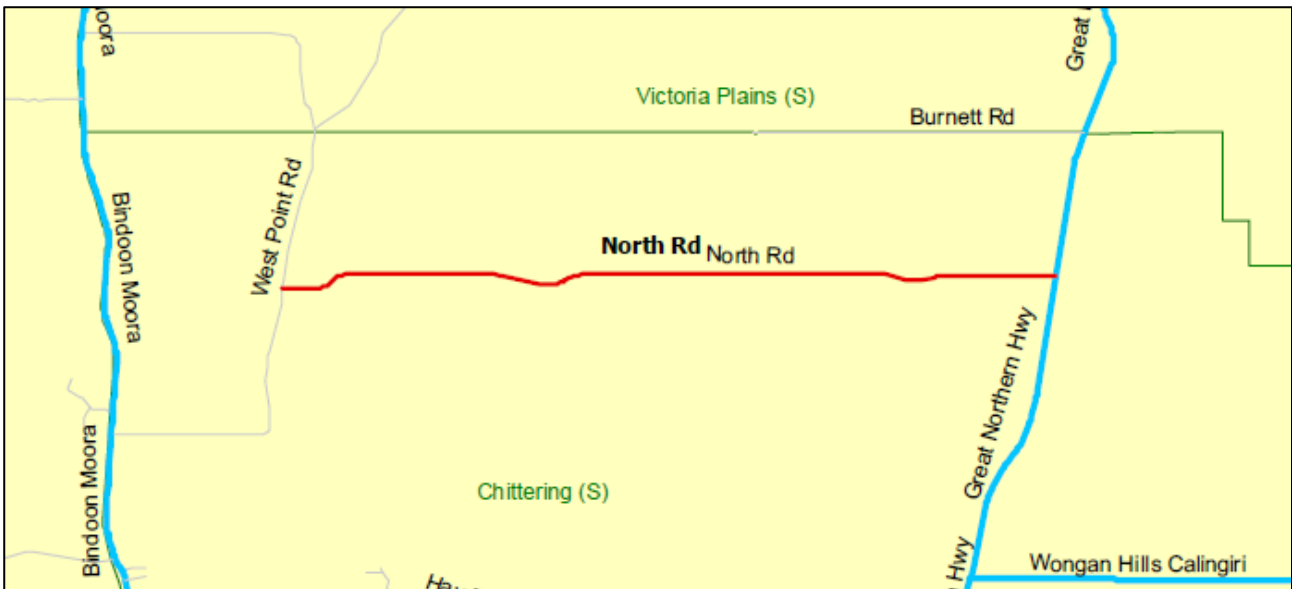 oora
Great
Victoria Plains (S)
Burnett Rd
West Point Rd
Bindoon Moora
North Rd
North Rd
Great Northern Hwy
Bindoon Moora
Chittering (S)
Hwy
Wongan Hills Calingiri